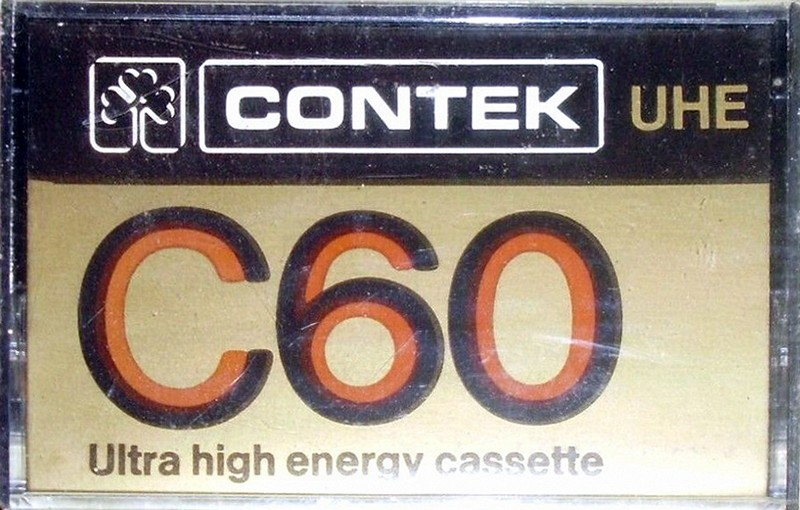 CONTEK UHE
C60
Ultra high energy cassette